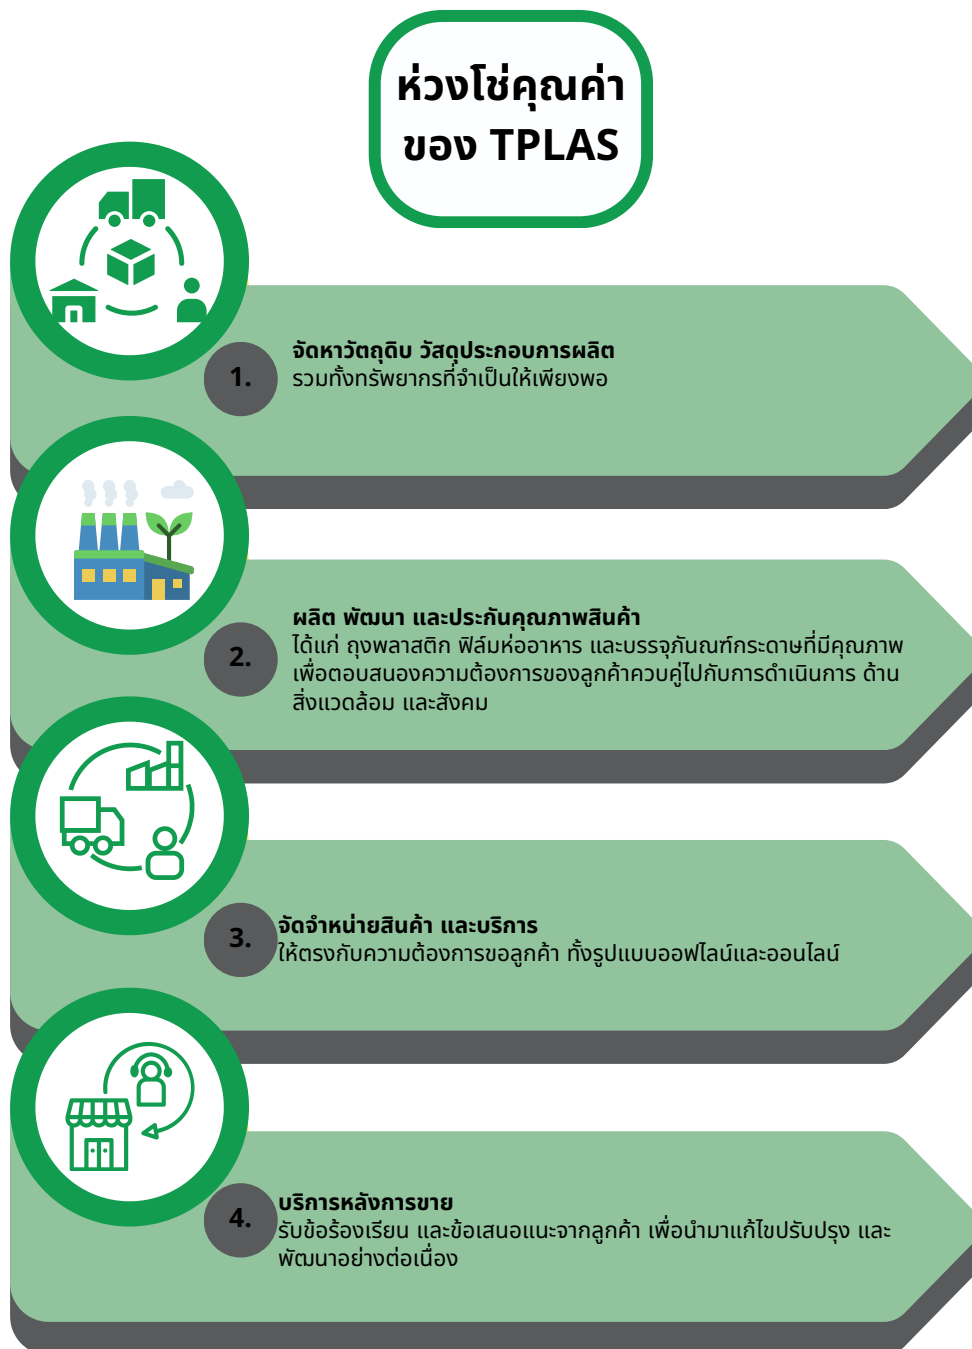 ห่วงโซ่คุณค่า
ของ TPLAS
1.
จัดหาวัตถุดิบ วัสดุประกอบการผลิต
รวมทั้งทรัพยากรที่จำเป็นให้เพียงพอ
2.
ผลิต พัฒนา และประกันคุณภาพสินค้า
ได้แก่ ถุงพลาสติก ฟิล์มห่ออาหาร และบรรจุภันณฑ์กระดาษที่มีคุณภาพ
เพื่อตอบสนองความต้องการของลูกค้าควบคู่ไปกับการดำเนินการ ด้าน
สิ่งแวดล้อม และสังคม
3.
จัดจำหน่ายสินค้า และบริการ
ให้ตรงกับความต้องการขอลูกค้า ทั้งรูปแบบออฟไลน์และออนไลน์
4.
บริการหลังการขาย
รับข้อร้องเรียน และข้อเสนอแนะจากลูกค้า เพื่อนำมาแก้ไขปรับปรุง และ
พัฒนาอย่างต่อเนื่อง